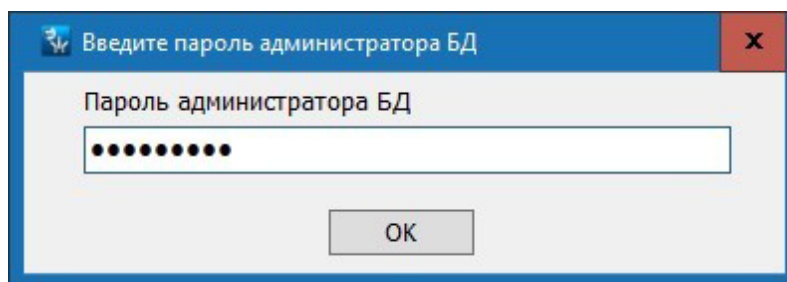 Введите пароль администратора БД
x
Пароль администратора БД
•••••••••
OK